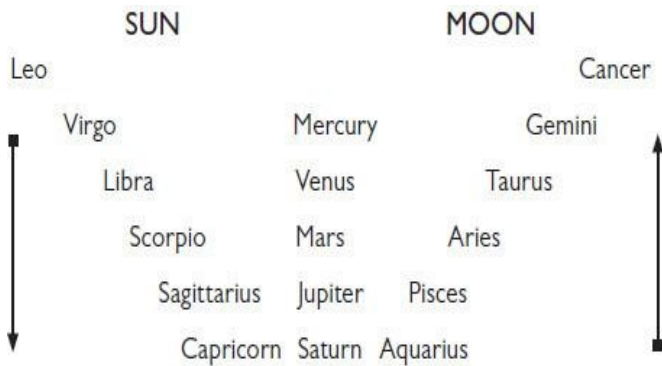 SUN MOON
Leo Cancer
Virgo Mercury Gemini
Libra Venus Taurus
Scorpio Mars Aries
Sagittarius Jupiter Pisces
Capricorn Saturn Aquarius